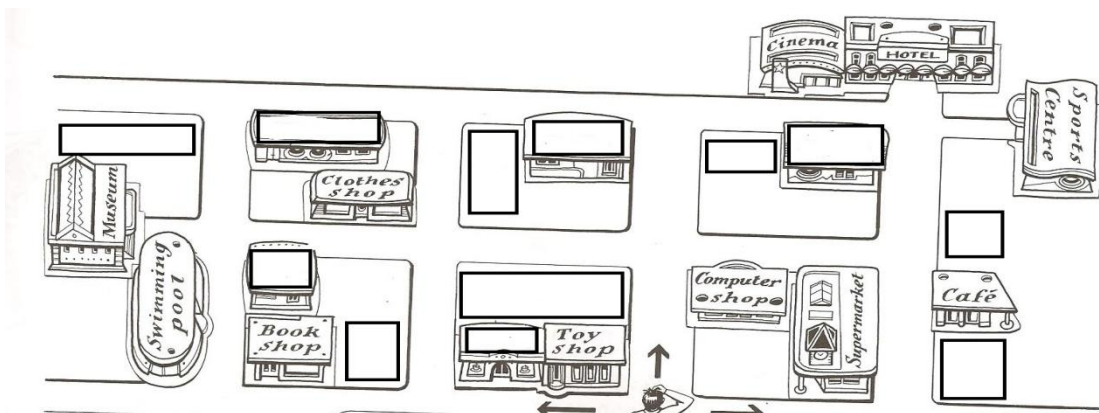 Cinema
HOTEL
Sports
Centre
Museum
Clothes
shop
Swimming
pool
Book
shop
Toy
shop
Computer
shop
Supermarket
Café